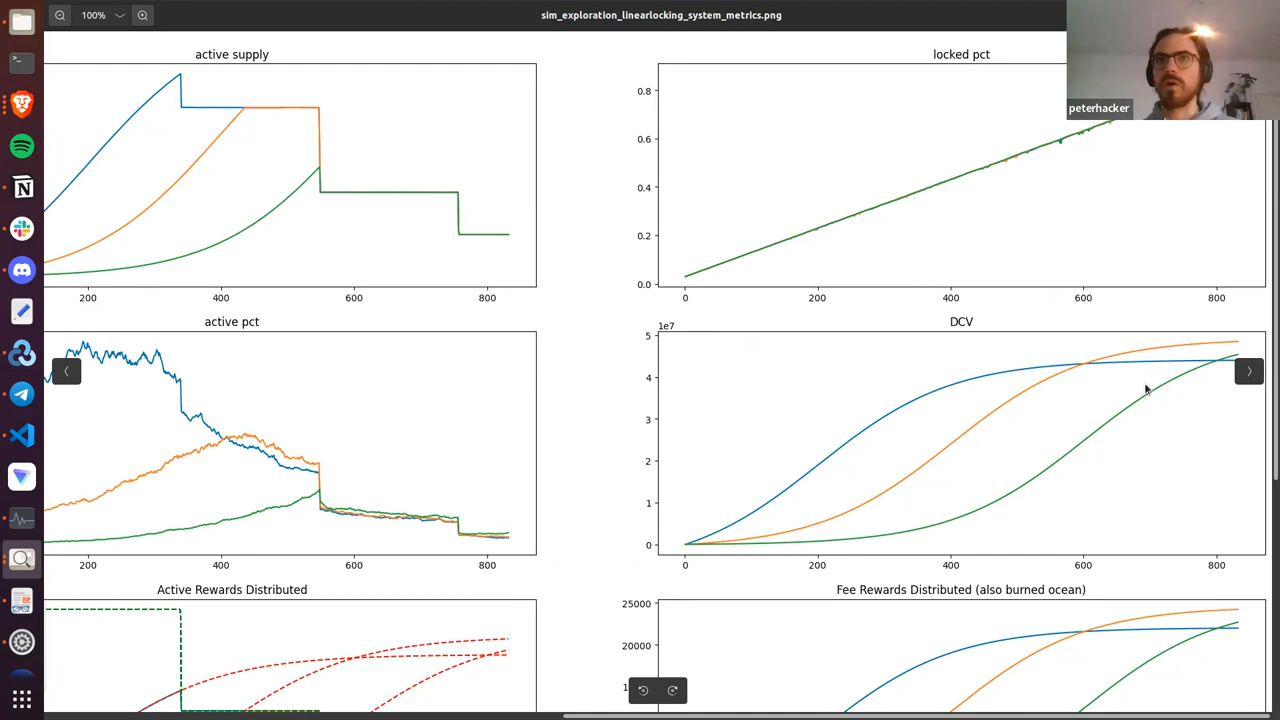 100%
sim_exploration_linearlocking_system_metrics.png
peterhacker
active supply
200 400 600 800
locked pct
0.8
0.6
0.4
0.2
0.0
0 200 400 600 800
active pct
200 400 600 800
DCV
1e7
5
4
3
2
1
0
0 200 400 600 800
Active Rewards Distributed
Fee Rewards Distributed (also burned ocean)
25000
20000